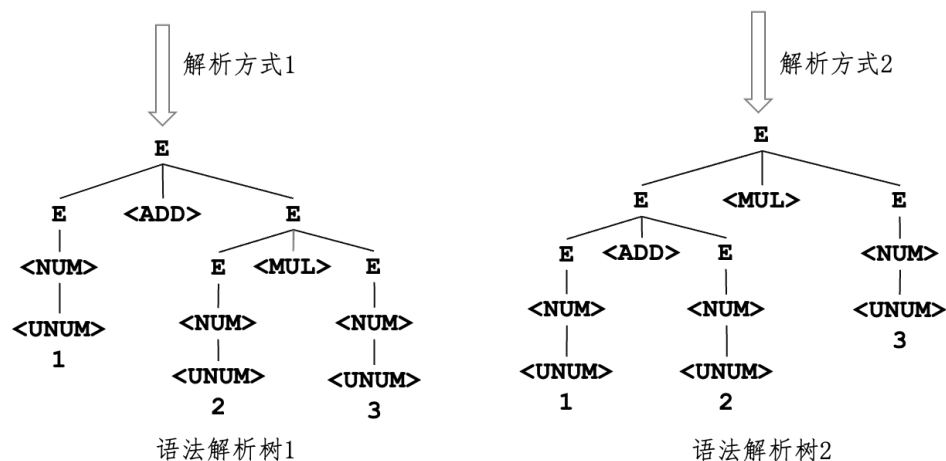 解析方式1
E
E <ADD> E
<NUM> E <MUL> E
<UNUM> <NUM> <NUM>
1 <UNUM> <UNUM>
2 3
语法解析树1
解析方式2
E
E <MUL> E
E <ADD> E <NUM>
<NUM> <NUM> <UNUM>
3
<UNUM> <UNUM>
1 2
语法解析树2